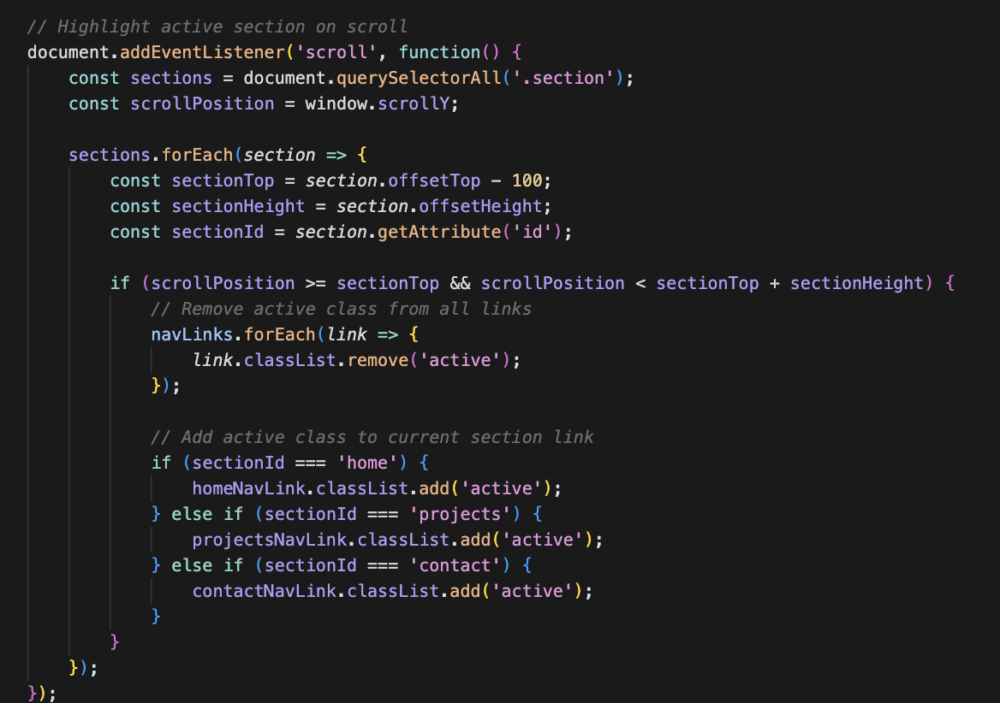 // Highlight active section on scroll
document.addEventListener('scroll', function() {
    const sections = document.querySelectorAll('.section');
    const scrollPosition = window.scrollY;

    sections.forEach(section => {
        const sectionTop = section.offsetTop - 100;
        const sectionHeight = section.offsetHeight;
        const sectionId = section.getAttribute('id');

        if (scrollPosition >= sectionTop && scrollPosition < sectionTop + sectionHeight) {
            // Remove active class from all links
            navLinks.forEach(link => {
                link.classList.remove('active');
            });

            // Add active class to current section link
            if (sectionId === 'home') {
                homeNavLink.classList.add('active');
            } else if (sectionId === 'projects') {
                projectsNavLink.classList.add('active');
            } else if (sectionId === 'contact') {
                contactNavLink.classList.add('active');
            }
        }
    });
});